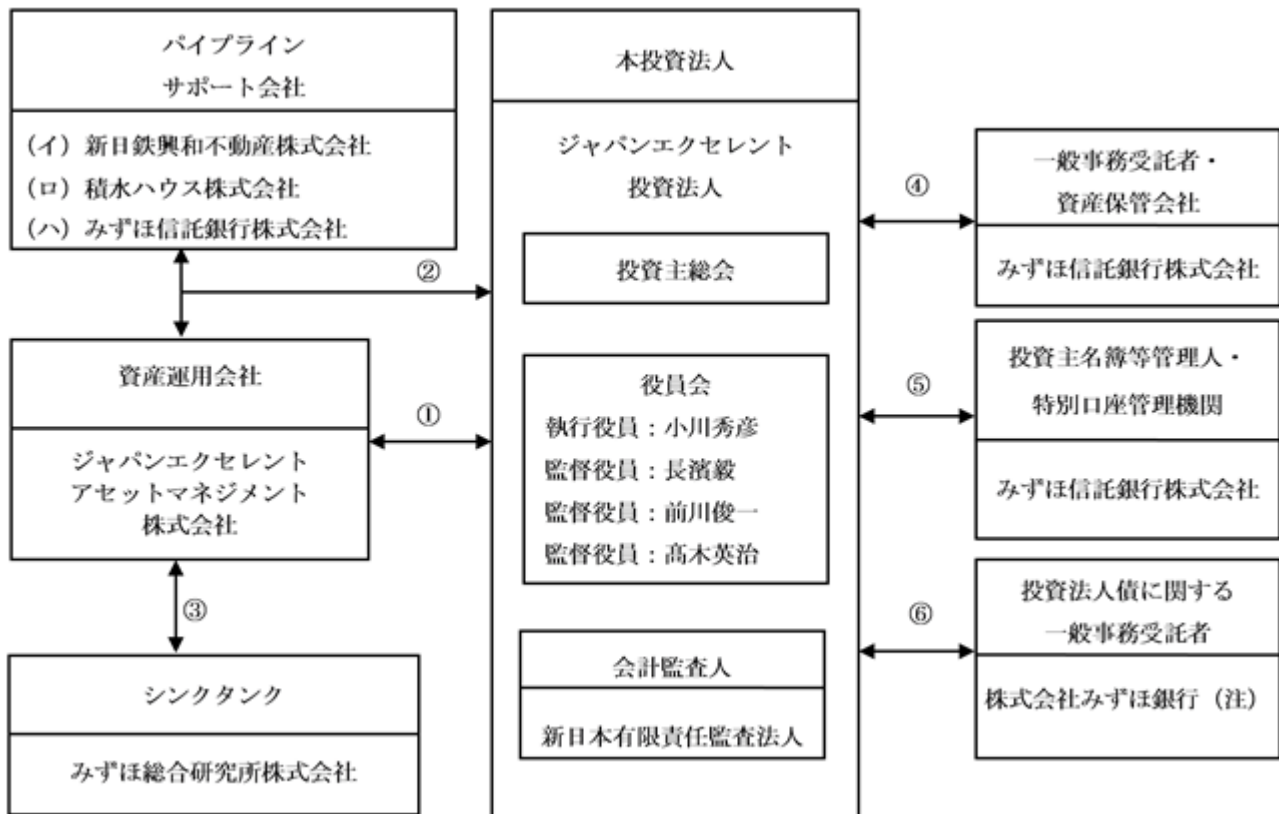 パイプライン
サポート会社
(イ) 新日鉄興和不動産株式会社
(ロ) 積水ハウス株式会社
(ハ) みずほ信託銀行株式会社
②
資産運用会社
ジャパンエクセレント
アセットマネジメント
株式会社
①
③
シンクタンク
みずほ総合研究所株式会社
本投資法人
ジャパンエクセレント
投資法人
投資主総会
役員会
執行役員：小川秀彦
監督役員：長濱毅
監督役員：前川俊一
監督役員：髙木英治
会計監査人
新日本有限責任監査法人
④
一般事務受託者・
資産保管会社
みずほ信託銀行株式会社
⑤
投資主名簿等管理人・
特別口座管理機関
みずほ信託銀行株式会社
⑥
投資法人債に関する
一般事務受託者
株式会社みずほ銀行（注）